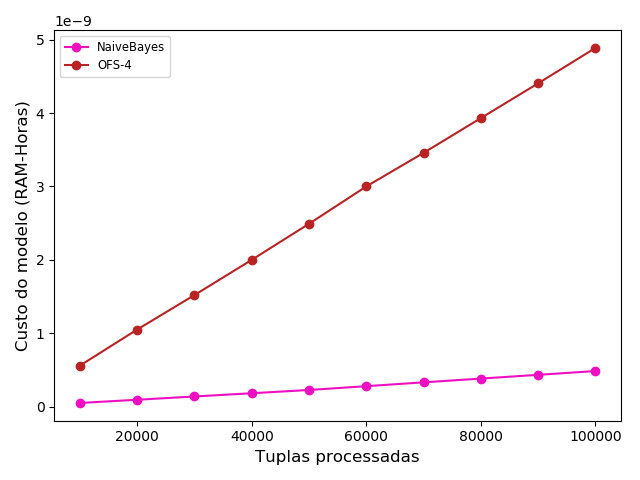 1e−9
NaiveBayes
OFS-4
5
4
3
2
1
0
Custo do modelo (RAM-Horas)
20000 40000 60000 80000 100000
Tuplas processadas